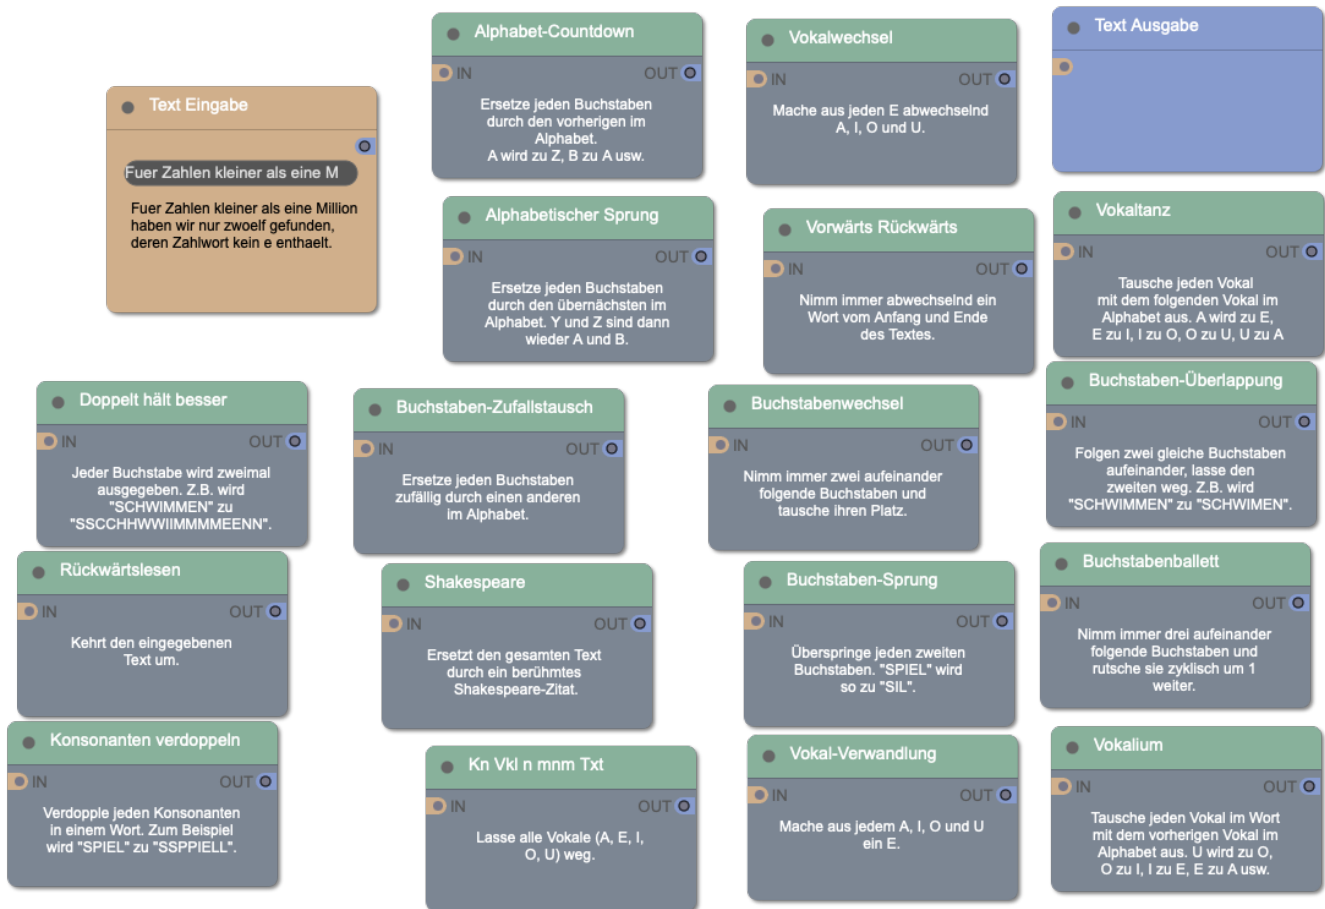 Text Eingabe
Fuer Zahlen kleiner als eine M
Fuer Zahlen kleiner als eine Million
haben wir nur zwoelf gefunden,
deren Zahlwort kein e enthaelt.
Alphabet-Countdown
IN OUT
Ersetze jeden Buchstaben
durch den vorherigen im
Alphabet.
A wird zu Z, B zu A usw.
Vokalwechsel
IN OUT
Mache aus jeden E abwechselnd
A, I, O und U.
Text Ausgabe
Alphabetischer Sprung
IN OUT
Ersetze jeden Buchstaben
durch den übernächsten im
Alphabet. Y und Z sind dann
wieder A und B.
Vorwärts Rückwärts
IN OUT
Nimm immer abwechselnd ein
Wort vom Anfang und Ende
des Textes.
Vokaltanz
IN OUT
Tausche jeden Vokal
mit dem folgenden Vokal im
Alphabet aus. A wird zu E,
E zu I, I zu O, O zu U, U zu A
Doppelt hält besser
IN OUT
Jeder Buchstabe wird zweimal
ausgegeben. Z.B. wird
"SCHWIMMEN" zu
"SSCCHHWWIIMMMMEENN".
Buchstaben-Zufallstausch
IN OUT
Ersetze jeden Buchstaben
zufällig durch einen anderen
im Alphabet.
Buchstabenwechsel
IN OUT
Nimm immer zwei aufeinander
folgende Buchstaben und
tausche ihren Platz.
Buchstaben-Überlappung
IN OUT
Folgen zwei gleiche Buchstaben
aufeinander, lasse den
zweiten weg. Z.B. wird
"SCHWIMMEN" zu "SCHWIMEN".
Rückwärtslesen
IN OUT
Kehrt den eingegebenen
Text um.
Shakespeare
IN OUT
Ersetzt den gesamten Text
durch ein berühmtes
Shakespeare-Zitat.
Buchstaben-Sprung
IN OUT
Überspringe jeden zweiten
Buchstaben. "SPIEL" wird
so zu "SIL".
Buchstabenballett
IN OUT
Nimm immer drei aufeinander
folgende Buchstaben und
rutsche sie zyklisch um 1
weiter.
Konsonanten verdoppeln
IN OUT
Verdopple jeden Konsonanten
in einem Wort. Zum Beispiel
wird "SPIEL" zu "SSPPIELL".
Kn Vkl n mnm Txt
IN OUT
Lasse alle Vokale (A, E, I,
O, U) weg.
Vokal-Verwandlung
IN OUT
Mache aus jedem A, I, O und U
ein E.
Vokalium
IN OUT
Tausche jeden Vokal im Wort
mit dem vorherigen Vokal im
Alphabet aus. U wird zu O,
O zu I, I zu E, E zu A usw.